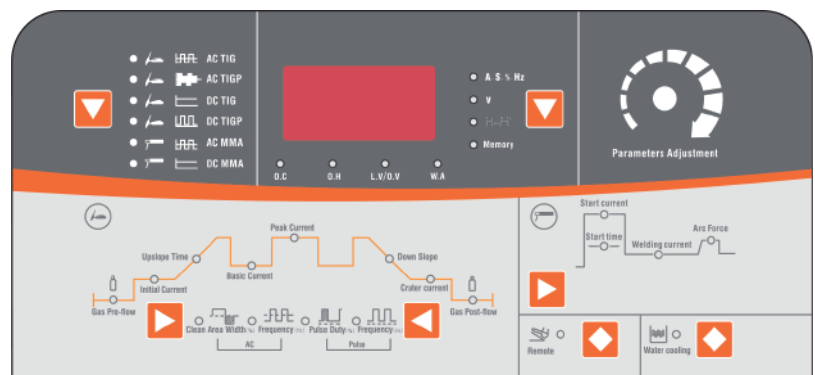 AC TIG
AC TIGP
DC TIG
DC TIGP
AC MMA
DC MMA
O.C
O.H
L.V/O.V
W.A
A. S. % Hz
V
Memory
Parameters Adjustment
Peak Current
Upslope Time
Down Slope
Basic Current
Initial Current
Crater current
Gas Pre-flow
Gas Post-flow
Clean Area Width(%)
Frequency(Hz)
Pulse Duty(%)
Frequency(Hz)
AC
Pulse
Start current
Start time
Arc Force
Welding current
Remote
Water cooling